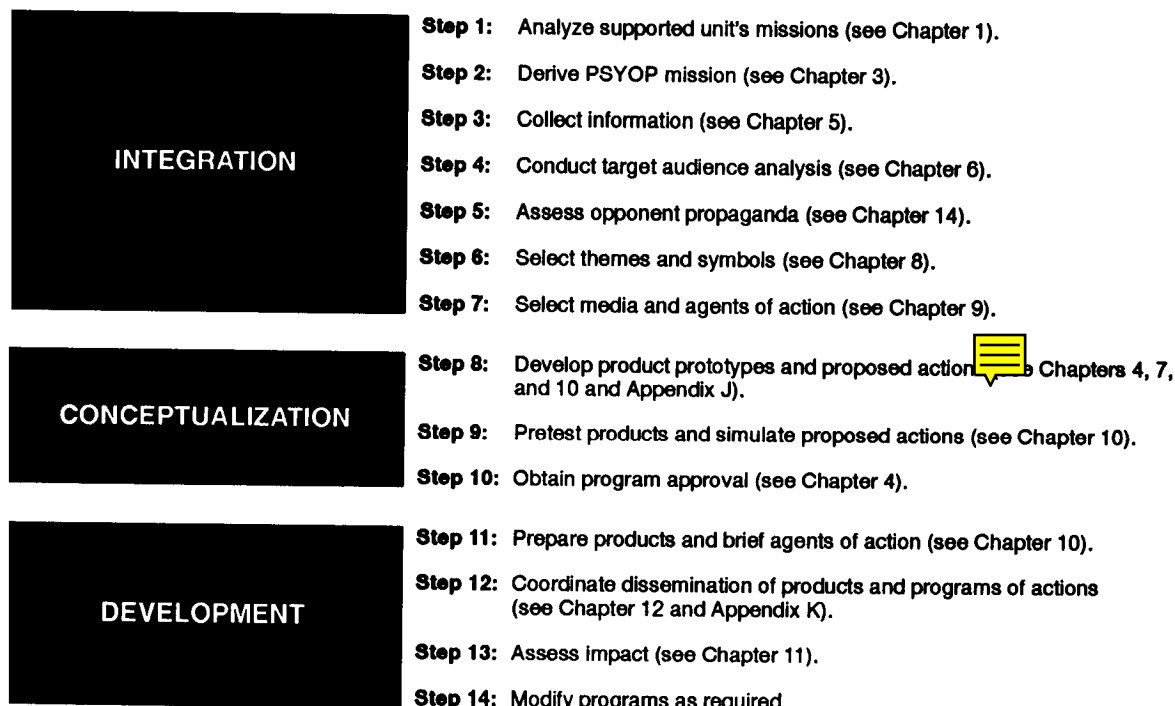 INTEGRATION
Step 1: Analyze supported unit's missions (see Chapter 1).
Step 2: Derive PSYOP mission (see Chapter 3).
Step 3: Collect information (see Chapter 5).
Step 4: Conduct target audience analysis (see Chapter 6).
Step 5: Assess opponent propaganda (see Chapter 14).
Step 6: Select themes and symbols (see Chapter 8).
Step 7: Select media and agents of action (see Chapter 9).
CONCEPTUALIZATION
Step 8: Develop product prototypes and proposed action Chapters 4, 7,
and 10 and Appendix J).
Step 9: Pretest products and simulate proposed actions (see Chapter 10).
Step 10: Obtain program approval (see Chapter 4).
DEVELOPMENT
Step 11: Prepare products and brief agents of action (see Chapter 10).
Step 12: Coordinate dissemination of products and programs of actions
(see Chapter 12 and Appendix K).
Step 13: Assess impact (see Chapter 11).
Step 14: Modify programs as required